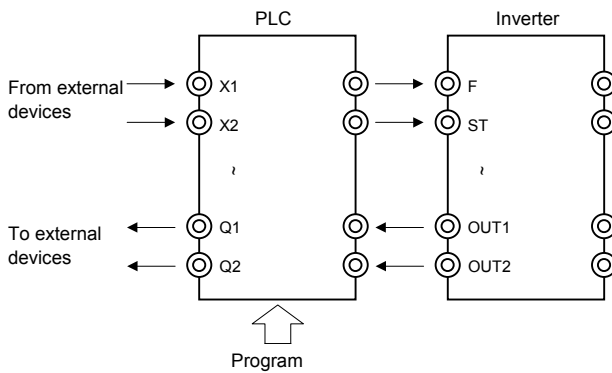 PLC
Inverter
From external
devices
X1
X2
~
F
ST
~
To external
devices
Q1
Q2
OUT1
OUT2
Program